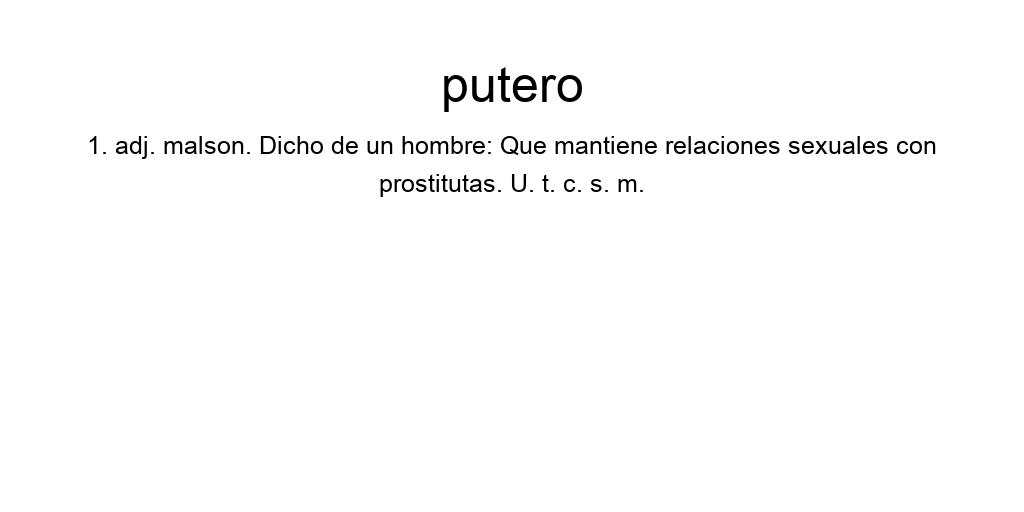 putero
1. adj. malson. Dicho de un hombre: Que mantiene relaciones sexuales con
prostitutas. U. t. c. s. m.